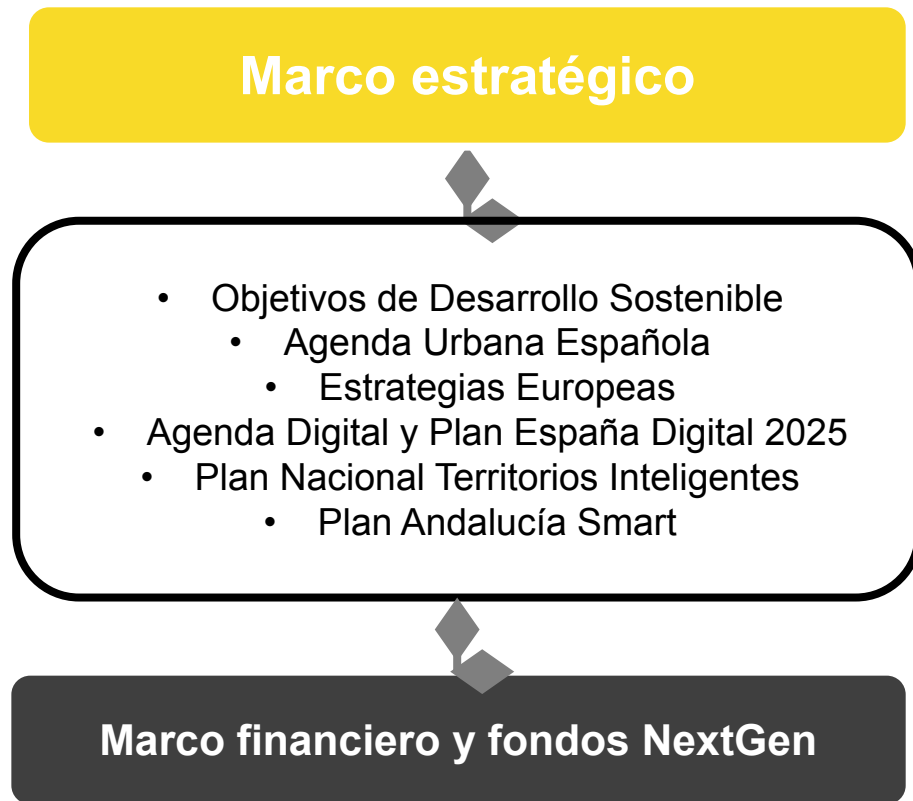 Marco estratégico
• Objetivos de Desarrollo Sostenible
• Agenda Urbana Española
• Estrategias Europeas
• Agenda Digital y Plan España Digital 2025
• Plan Nacional Territorios Inteligentes
• Plan Andalucía Smart
Marco financiero y fondos NextGen